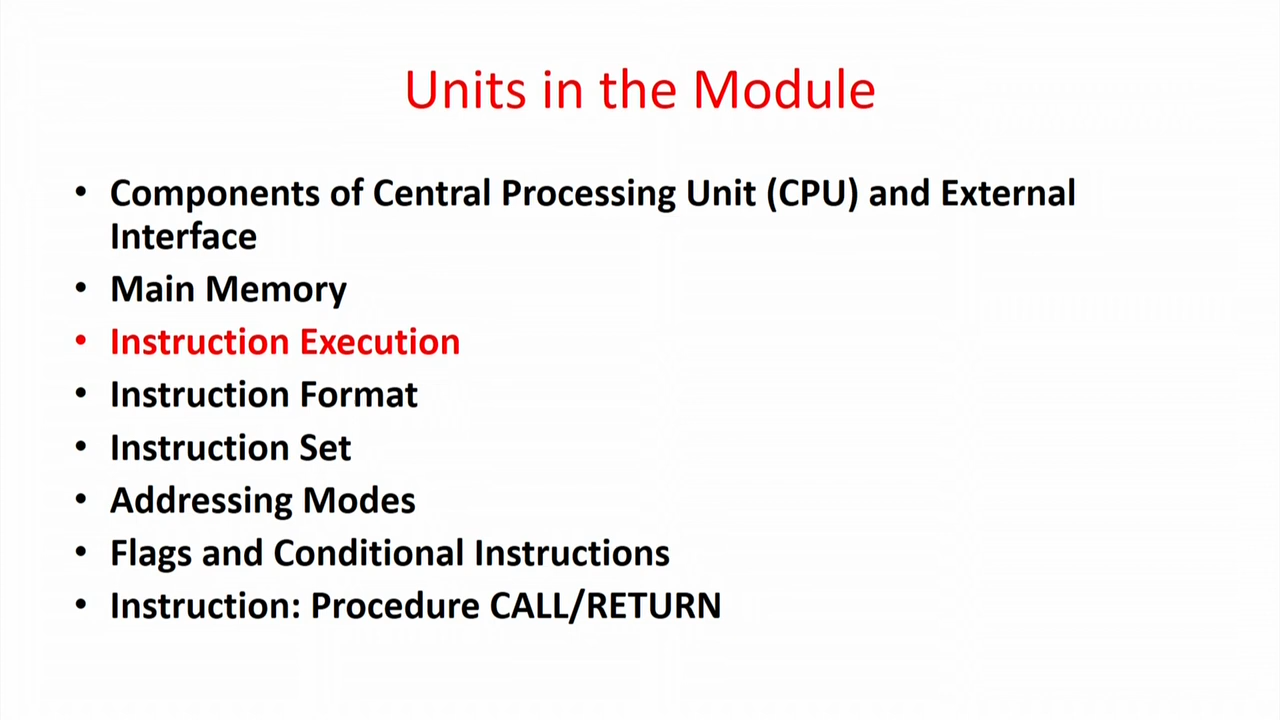 Units in the Module
• Components of Central Processing Unit (CPU) and External
Interface
• Main Memory
• Instruction Execution
• Instruction Format
• Instruction Set
• Addressing Modes
• Flags and Conditional Instructions
• Instruction: Procedure CALL/RETURN